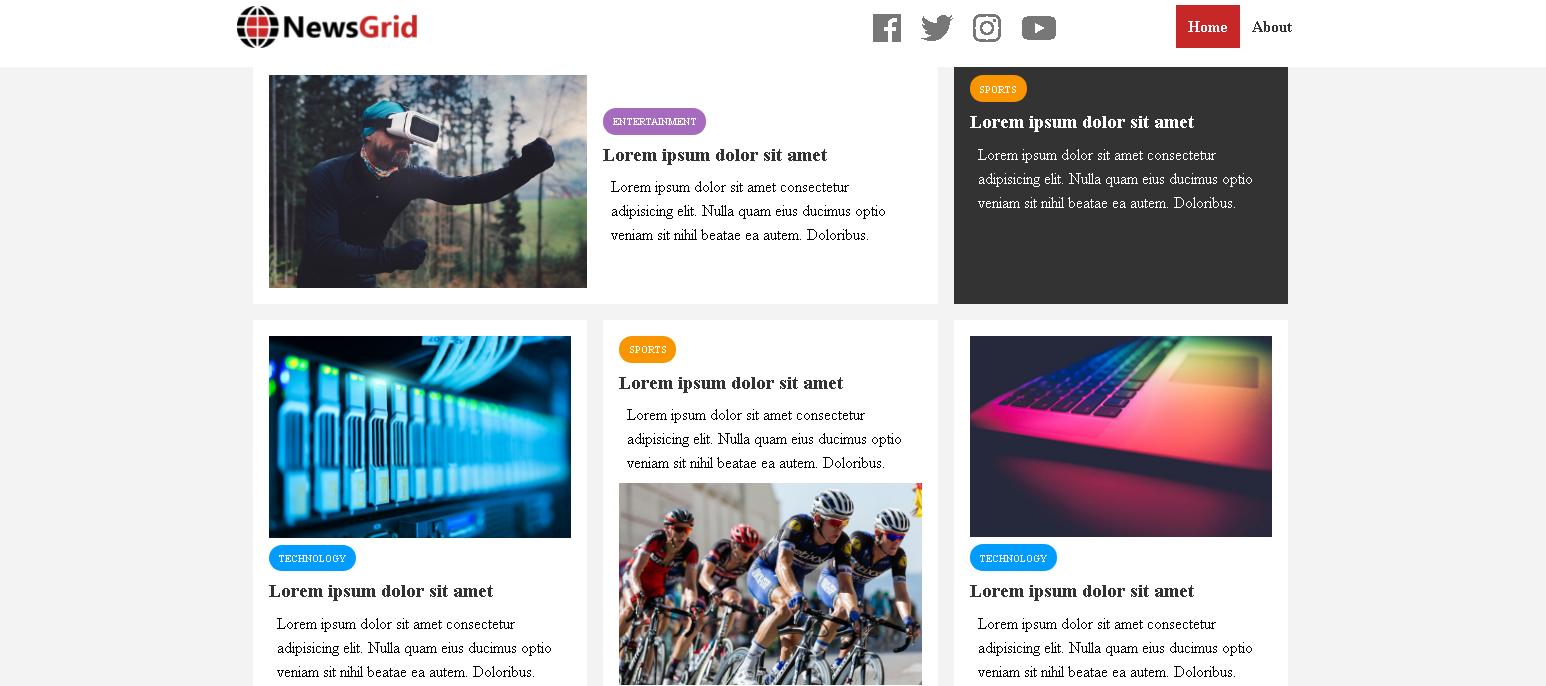 NewsGrid
Home About
ENTERTAINMENT
Lorem ipsum dolor sit amet
Lorem ipsum dolor sit amet consectetur
adipisicing elit. Nulla quam eius ducimus optio
veniam sit nihil beatae ea autem. Doloribus.
SPORTS
Lorem ipsum dolor sit amet
Lorem ipsum dolor sit amet consectetur
adipisicing elit. Nulla quam eius ducimus optio
veniam sit nihil beatae ea autem. Doloribus.
TECHNOLOGY
Lorem ipsum dolor sit amet
Lorem ipsum dolor sit amet consectetur
adipisicing elit. Nulla quam eius ducimus optio
veniam sit nihil beatae ea autem. Doloribus.
SPORTS
Lorem ipsum dolor sit amet
Lorem ipsum dolor sit amet consectetur
adipisicing elit. Nulla quam eius ducimus optio
veniam sit nihil beatae ea autem. Doloribus.
TECHNOLOGY
Lorem ipsum dolor sit amet
Lorem ipsum dolor sit amet consectetur
adipisicing elit. Nulla quam eius ducimus optio
veniam sit nihil beatae ea autem. Doloribus.